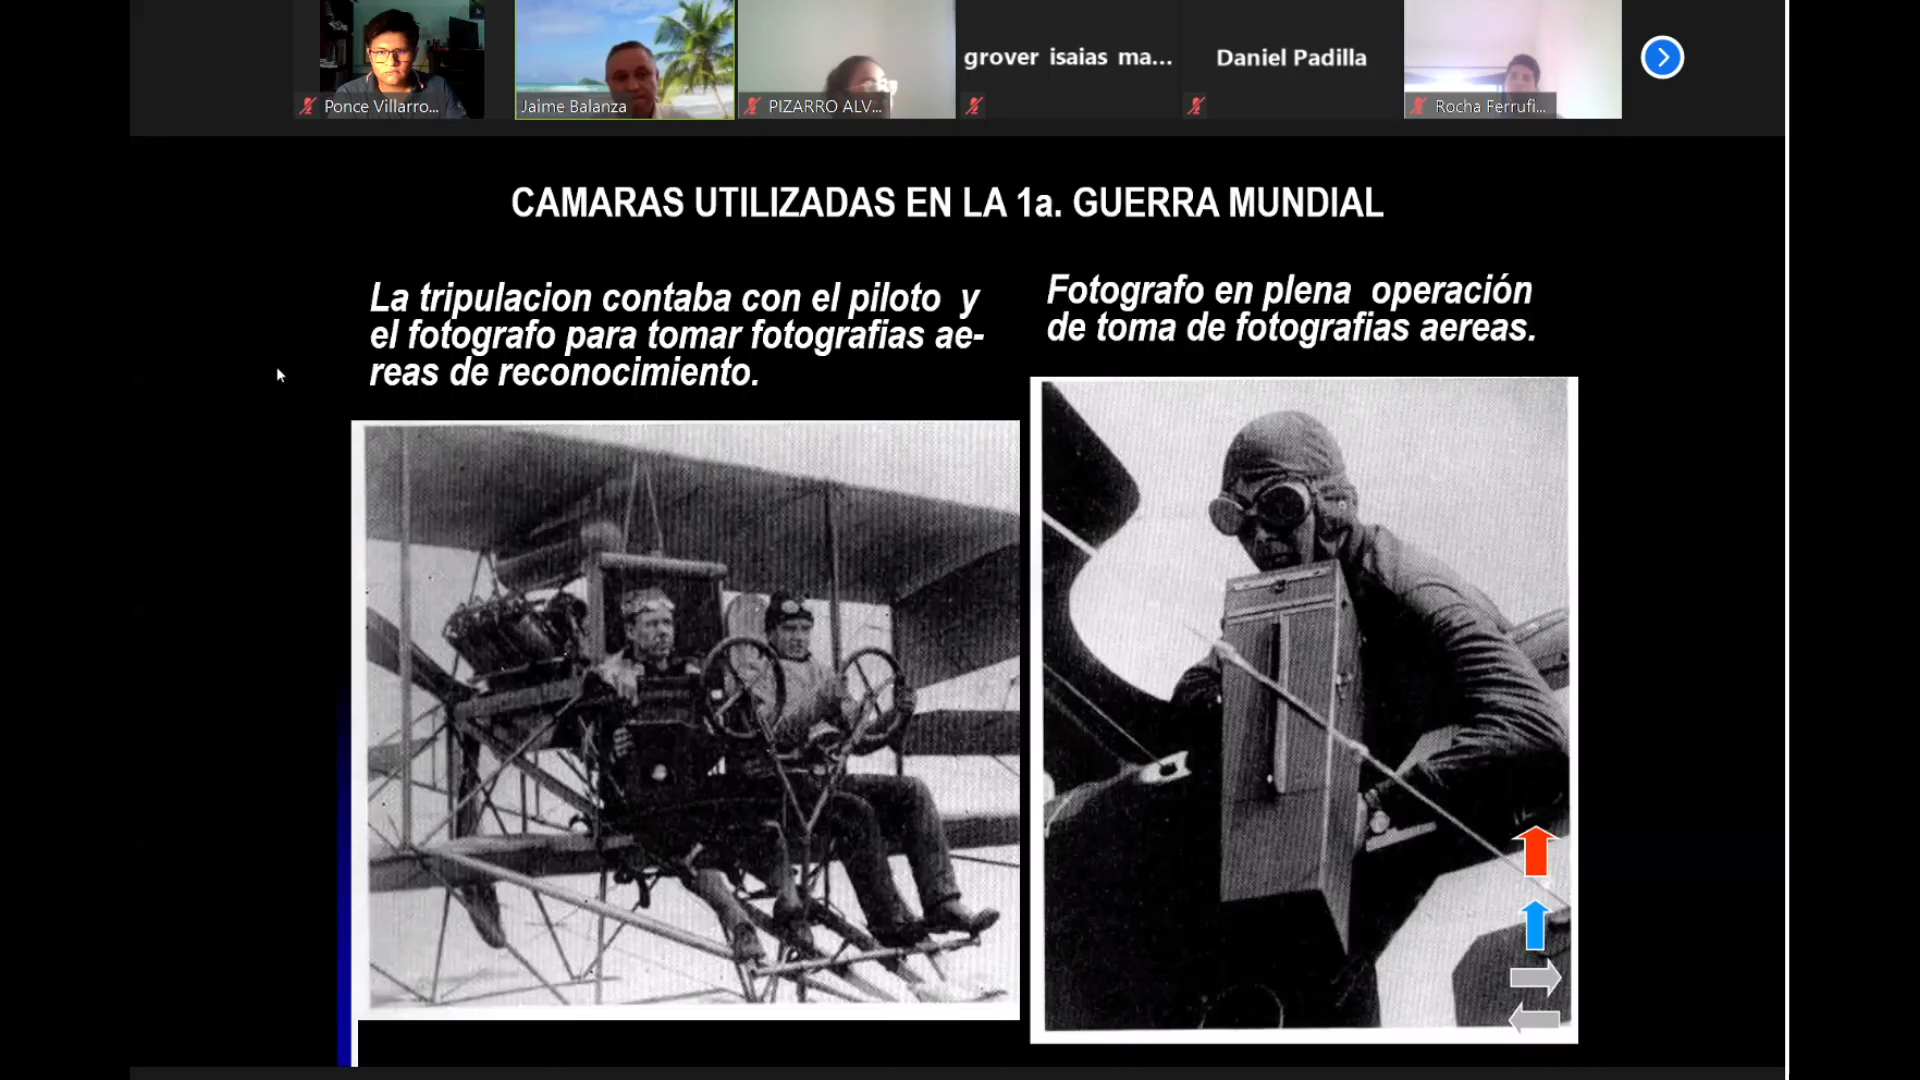 Ponce Villarro...
Jaime Balanza
PIZARRO ALV...
grover isaias ma...
Daniel Padilla
Rocha Ferrufi...
CAMARAS UTILIZADAS EN LA 1a. GUERRA MUNDIAL
La tripulacion contaba con el piloto y
el fotografo para tomar fotografias ae-
reas de reconocimiento.
Fotografo en plena operación
de toma de fotografias aereas.